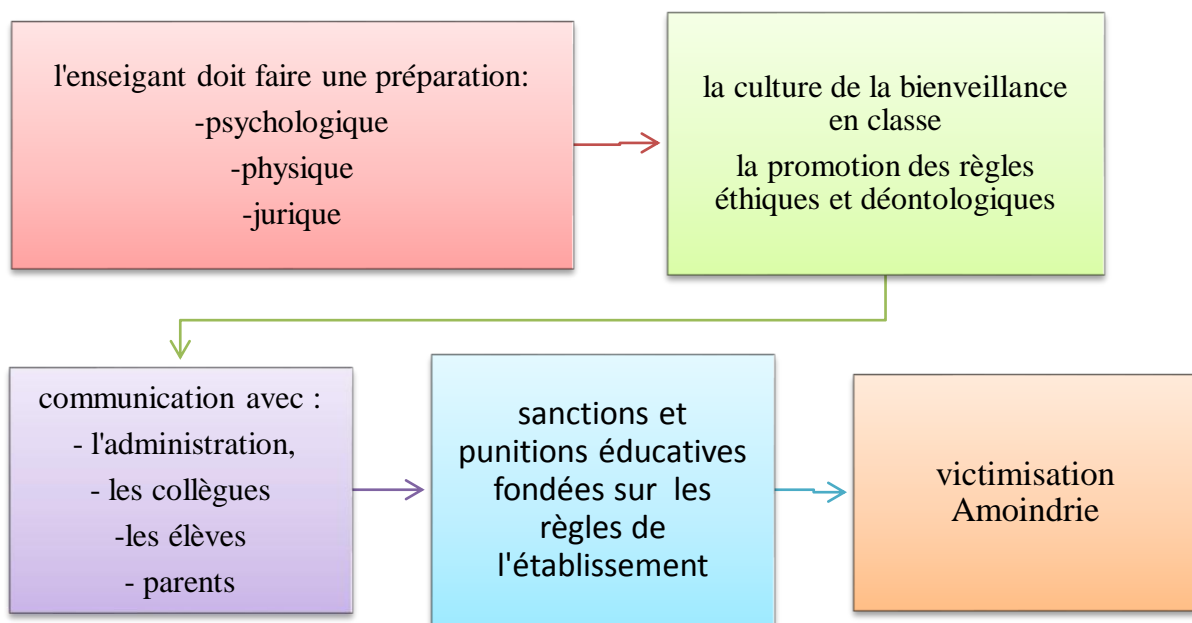 l'enseigant doit faire une préparation:
-psychologique
-physique
-jurique
la culture de la bienveillance
en classe
la promotion des règles
éthiques et déontologiques
communication avec :
- l'administration,
- les collègues
-les élèves
- parents
sanctions et
punitions éducatives
fondées sur les
règles de
l'établissement
victimisation
Amoindrie